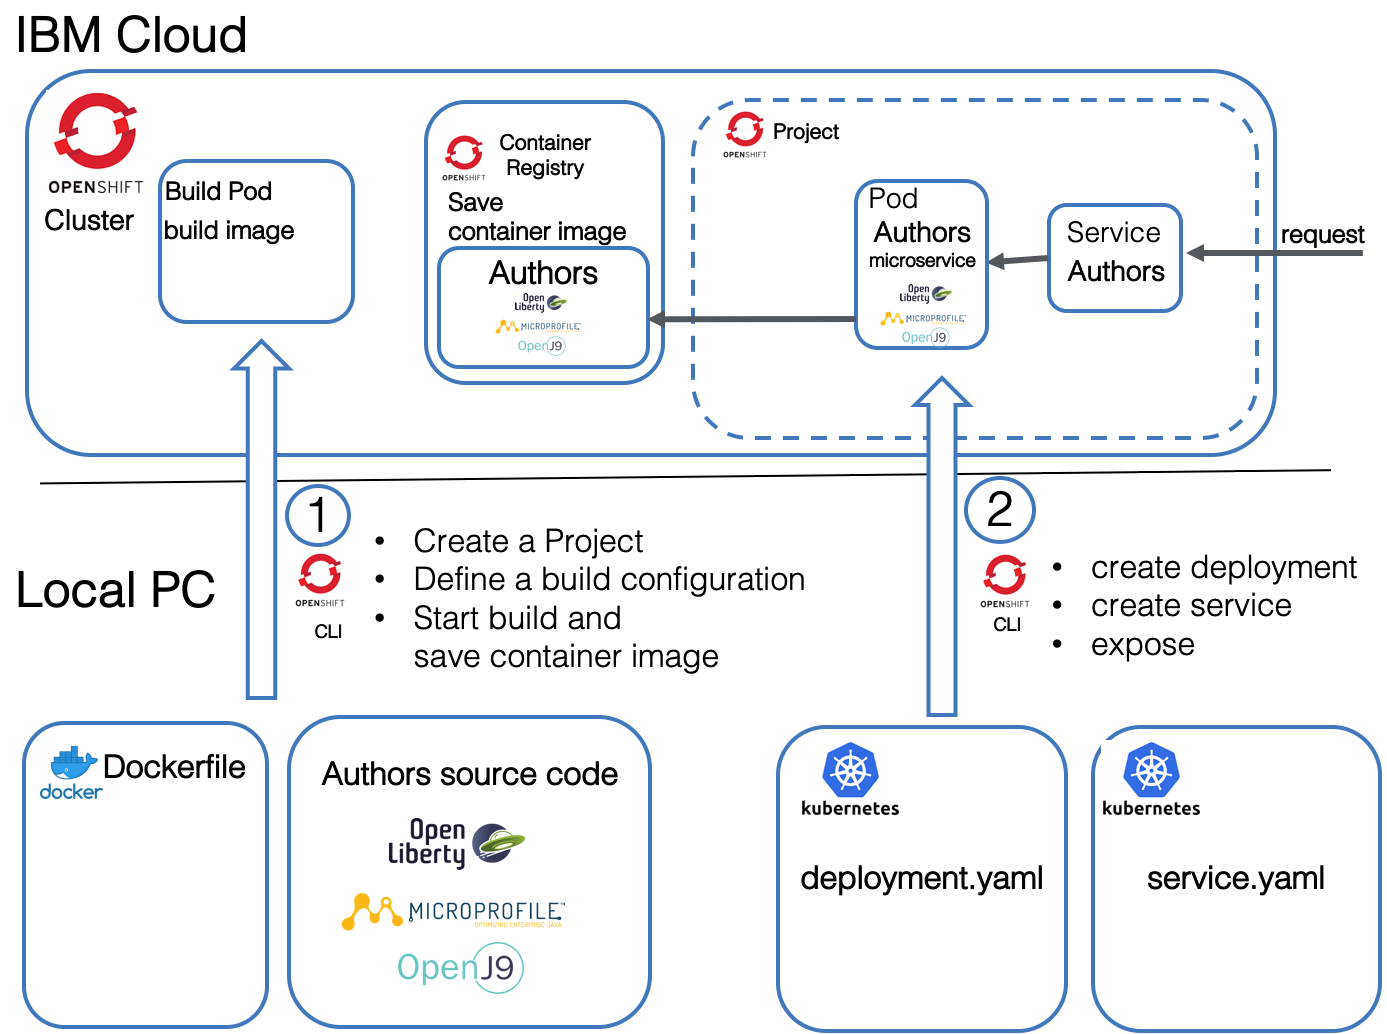 IBM Cloud
OPENSHIFT
Cluster
Build Pod
build image
OPENSHIFT
Container
Registry
Save
container image
Authors
Open
Liberty
MICROPROFILE™
OpenJ9
OPENSHIFT
Project
Pod
Authors
microservice
Open
Liberty
MICROPROFILE™
OpenJ9
Service
Authors
request
Local PC
1
OPENSHIFT
CLI
• Create a Project
• Define a build configuration
• Start build and
save container image
2
OPENSHIFT
CLI
• create deployment
• create service
• expose
docker
Dockerfile
Authors source code
Open
Liberty
MICROPROFILE™
OPTIMIZING ENTERPRISE JAVA
OpenJ9
kubernetes
deployment.yaml
kubernetes
service.yaml